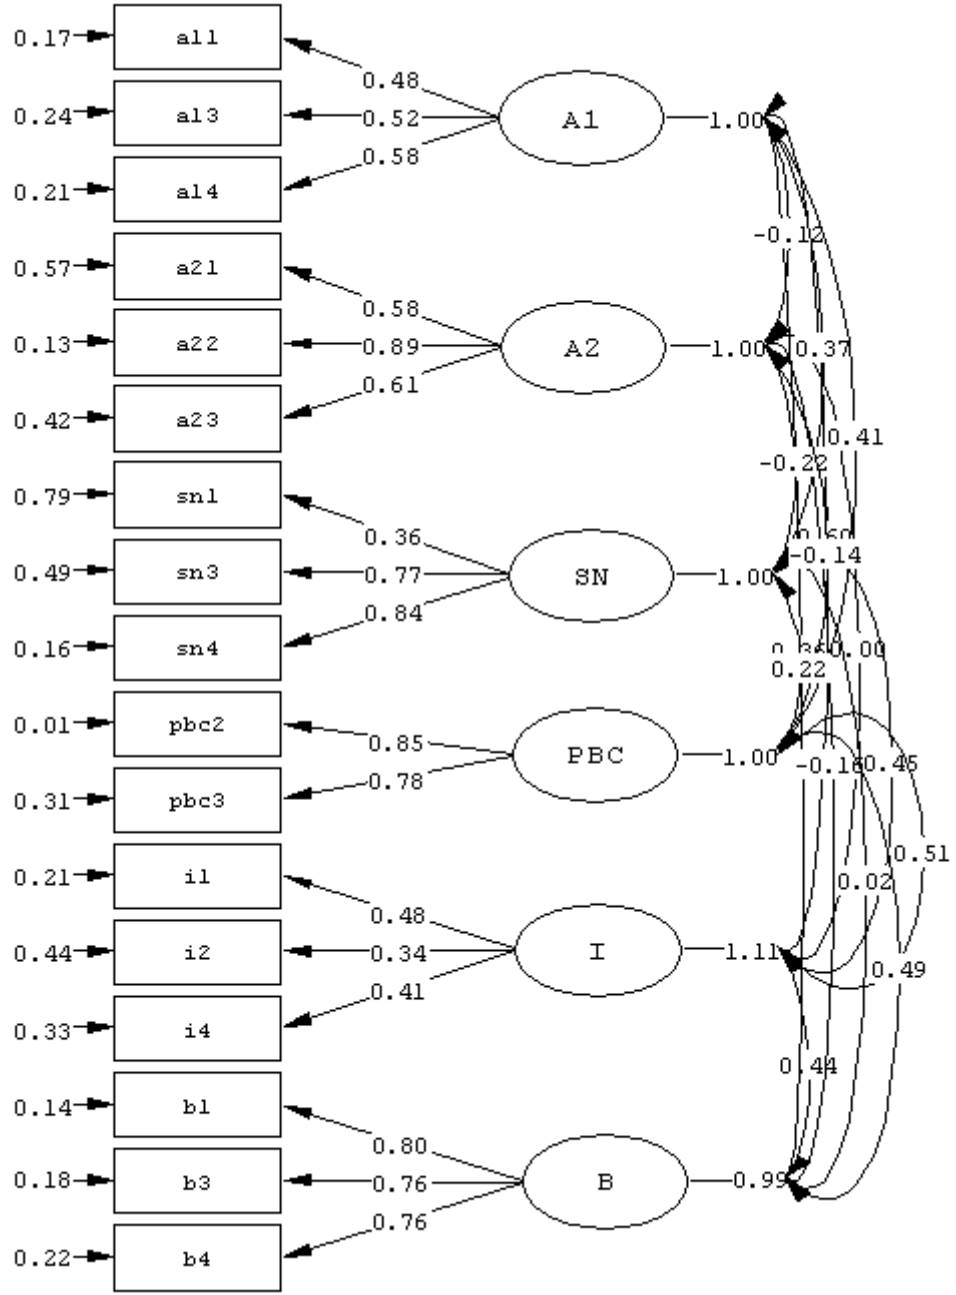 0.17 a11
0.48
0.24 a13 0.52 A1 1.00
0.58
0.21 a14
-0.12
0.57 a21
0.58
0.13 a22 0.89 A2 1.00 0.37
0.61
0.42 a23
0.41
-0.22
0.79 sn1
0.36
-0.14
0.49 sn3 0.77 SN 1.00
0.84
0.16 sn4 0.00
0.22
0.01 pbc2
0.85
PBC 1.00 -0.16 0.45
0.78
0.31 pbc3
0.51
0.21 i1 0.02
0.48
0.44 i2 0.34 I 1.11
0.49
0.41
0.33 i4
0.44
0.14 b1
0.80
0.18 b3 0.76 B 0.99
0.76
0.22 b4